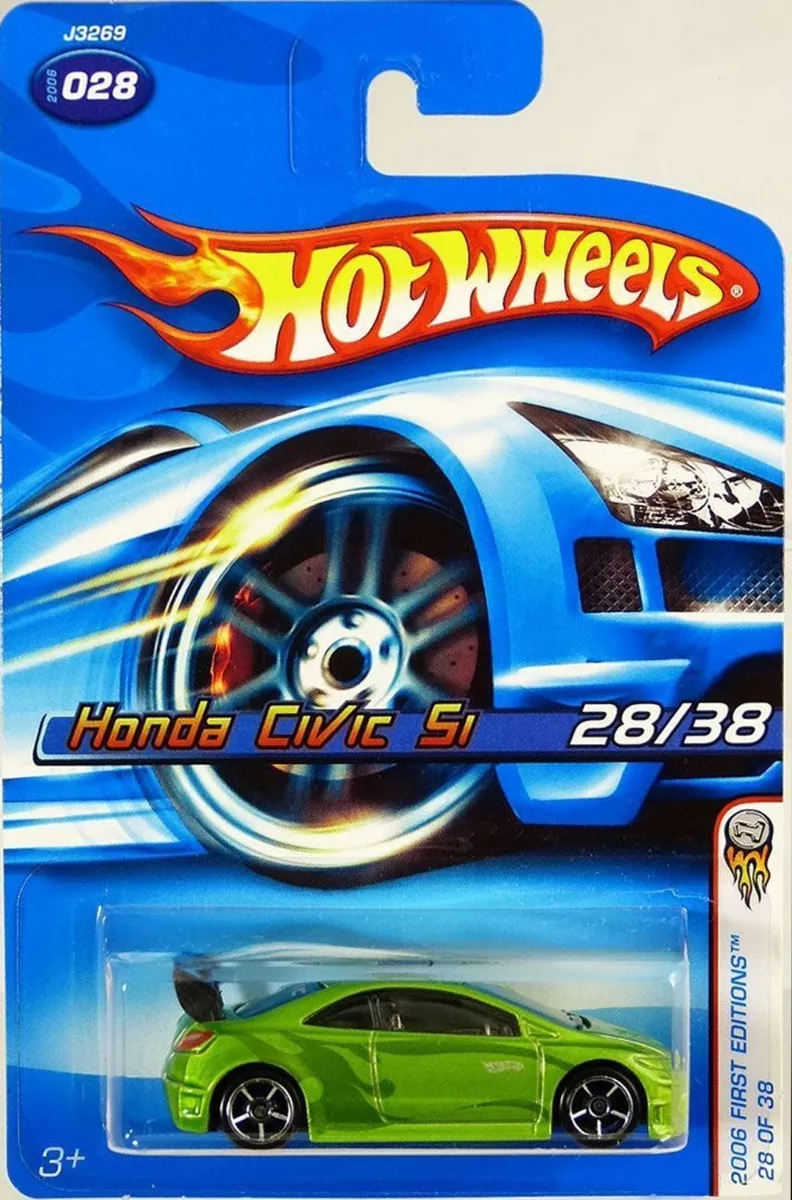 J3269
2006 028
HOT WHEELS®
Honda Civic Si 28/38
2006 FIRST EDITIONS™
28 OF 38
3+